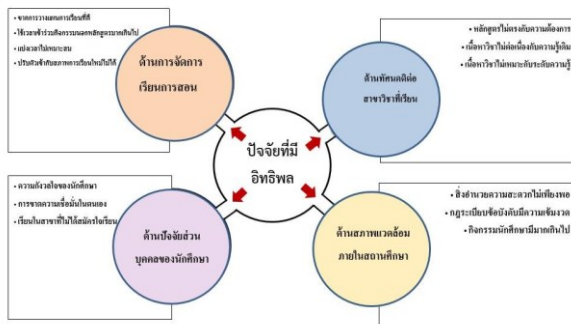 • ขาดการวางแผนการเรียนที่ดี
• ใช้เวลาเข้าร่วมกิจกรรมนอกหลักสูตรมากเกินไป
• แบ่งเวลาไม่เหมาะสม
• ปรับตัวเข้ากับสภาพการเรียนใหม่ไม่ได้
ด้านการจัดการ
เรียนการสอน
• หลักสูตรไม่ตรงกับความต้องการ
• เนื้อหาวิชาไม่ต่อเนื่องกับความรู้เดิม
• เนื้อหาวิชาไม่เหมาะกับระดับความรู้
ด้านทัศนคติต่อ
สาขาวิชาที่เรียน
ปัจจัยที่มี
อิทธิพล
• ความกังวลใจของนักศึกษา
• การขาดความเชื่อมั่นในตนเอง
• เรียนในสาขาที่ไม่ได้สมัครใจเรียน
ด้านปัจจัยส่วน
บุคคลของนักศึกษา
• สิ่งอำนวยความสะดวกไม่เพียงพอ
• กฎระเบียบข้อบังคับมีความเข้มงวด
• กิจกรรมนักศึกษามีมากเกินไป
ด้านสภาพแวดล้อม
ภายในสถานศึกษา